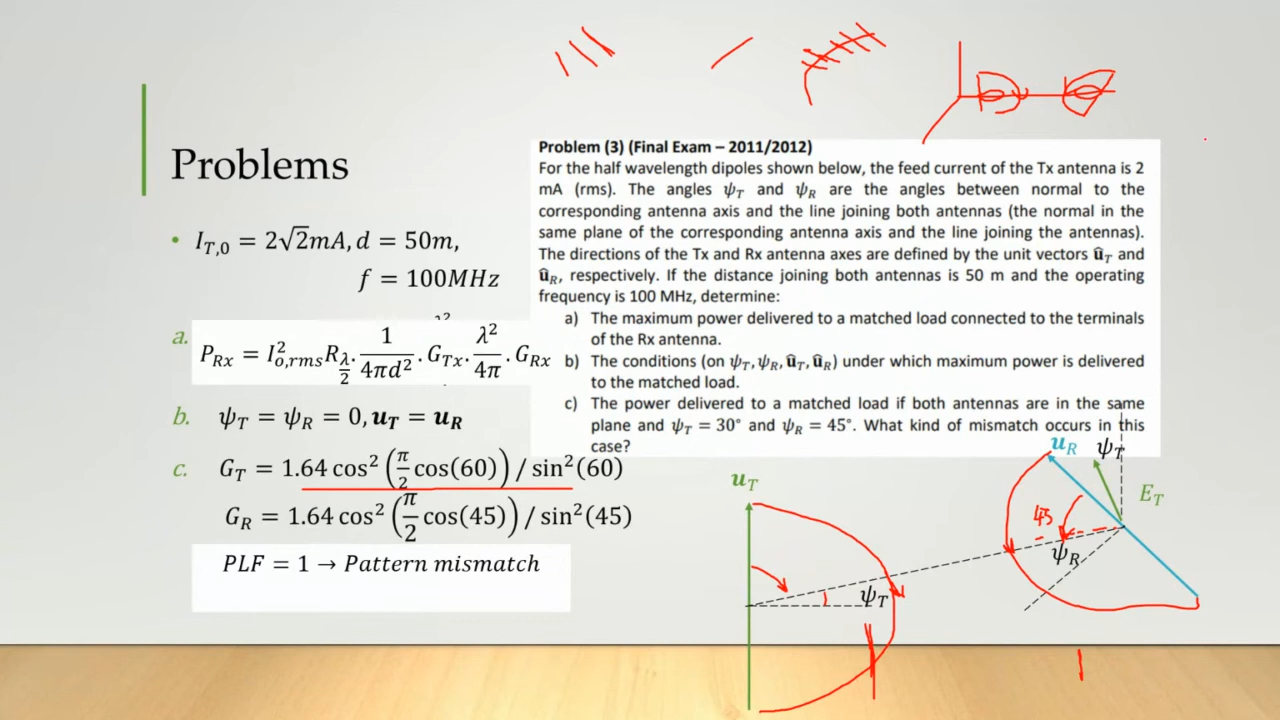 Problems
• I_{T,0} = 2√2mA, d = 50m,
f = 100MHz
a. P_{Rx} = I²_{o,rms}R_{λ/2}. 1/4πd² . G_{Tx}. λ²/4π . G_{Rx}
b. ψ_T = ψ_R = 0, u_T = u_R
c. G_T = 1.64 cos² (π/2 cos(60)) / sin²(60)
G_R = 1.64 cos² (π/2 cos(45)) / sin²(45)
PLF = 1 → Pattern mismatch
Problem (3) (Final Exam – 2011/2012)
For the half wavelength dipoles shown below, the feed current of the Tx antenna is 2
mA (rms). The angles ψ_T and ψ_R are the angles between normal to the
corresponding antenna axis and the line joining both antennas (the normal in the
same plane of the corresponding antenna axis and the line joining the antennas).
The directions of the Tx and Rx antenna axes are defined by the unit vectors û_T and
û_R, respectively. If the distance joining both antennas is 50 m and the operating
frequency is 100 MHz, determine:
a) The maximum power delivered to a matched load connected to the terminals
of the Rx antenna.
b) The conditions (on ψ_T, ψ_R, û_T, û_R) under which maximum power is delivered
to the matched load.
c) The power delivered to a matched load if both antennas are in the same
plane and ψ_T = 30° and ψ_R = 45°. What kind of mismatch occurs in this
case?
u_T
u_R
ψ_T
E_T
45
ψ_R
ψ_T